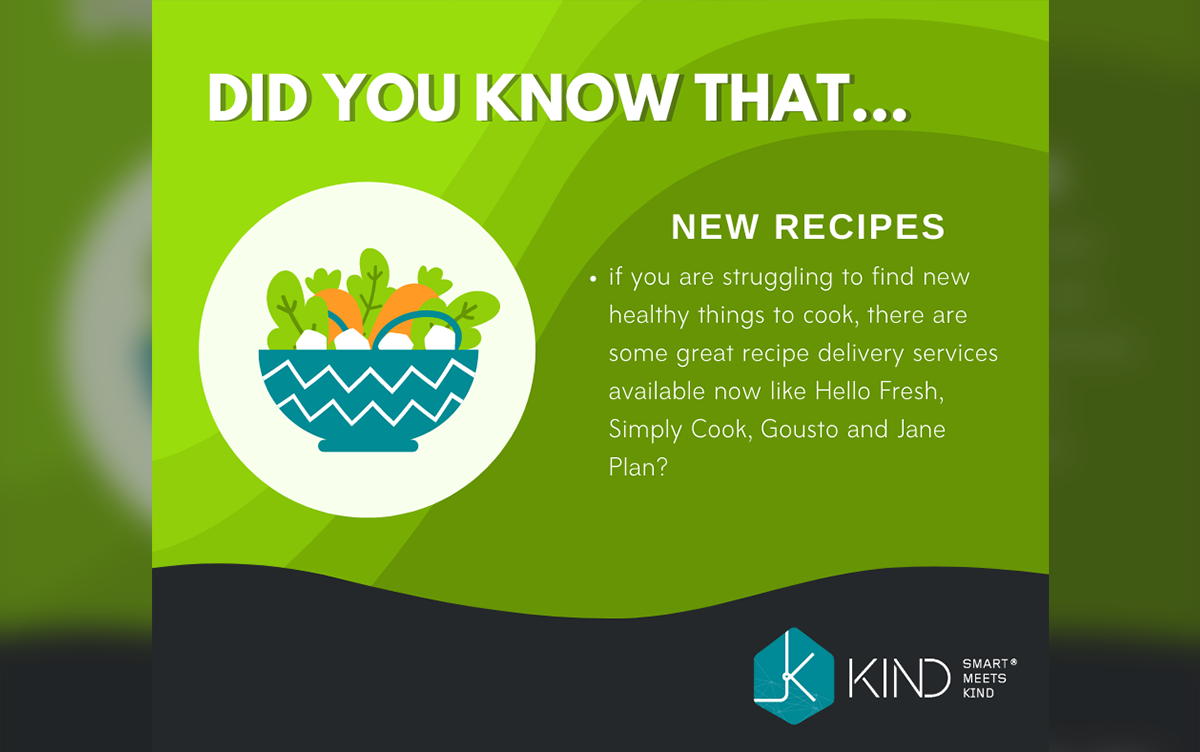 DID YOU KNOW THAT...
NEW RECIPES
• if you are struggling to find new
healthy things to cook, there are
some great recipe delivery services
available now like Hello Fresh,
Simply Cook, Gousto and Jane
Plan?
KIND
SMART®
MEETS
KIND